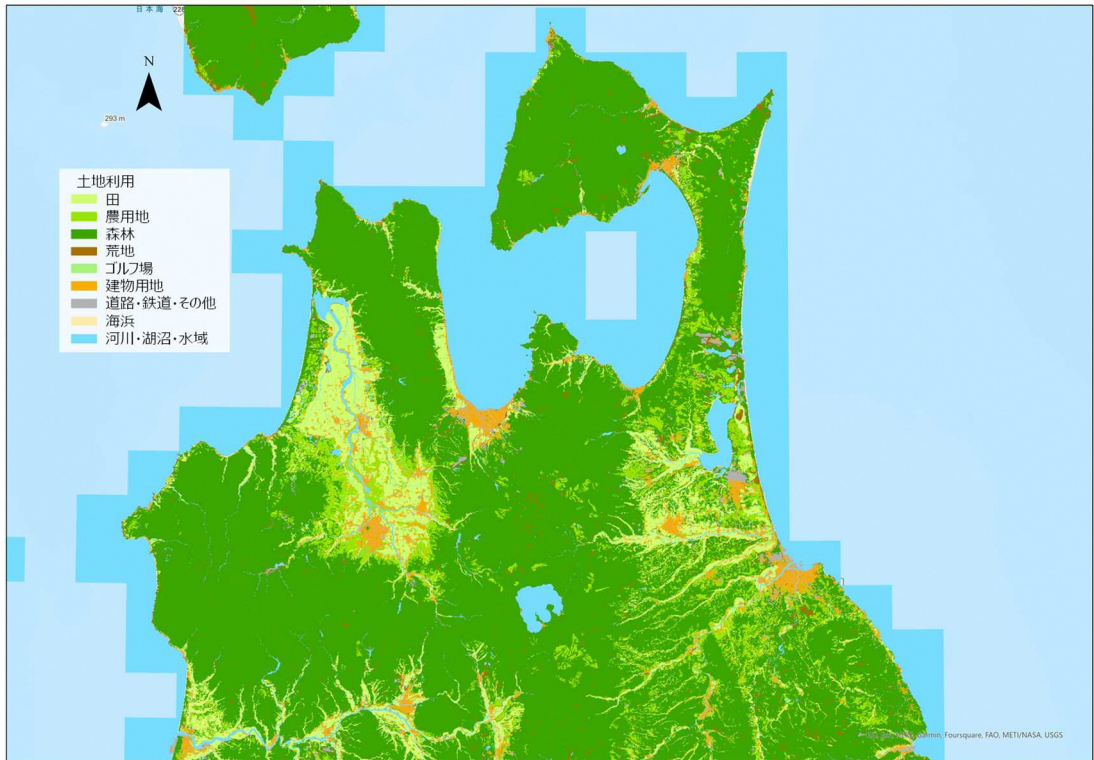 日本海
228
N
293 m
土地利用
田
農用地
森林
荒地
ゴルフ場
建物用地
道路・鉄道・その他
海浜
河川・湖沼・水域
Garmin, Foursquare, FAO, METI/NASA, USGS